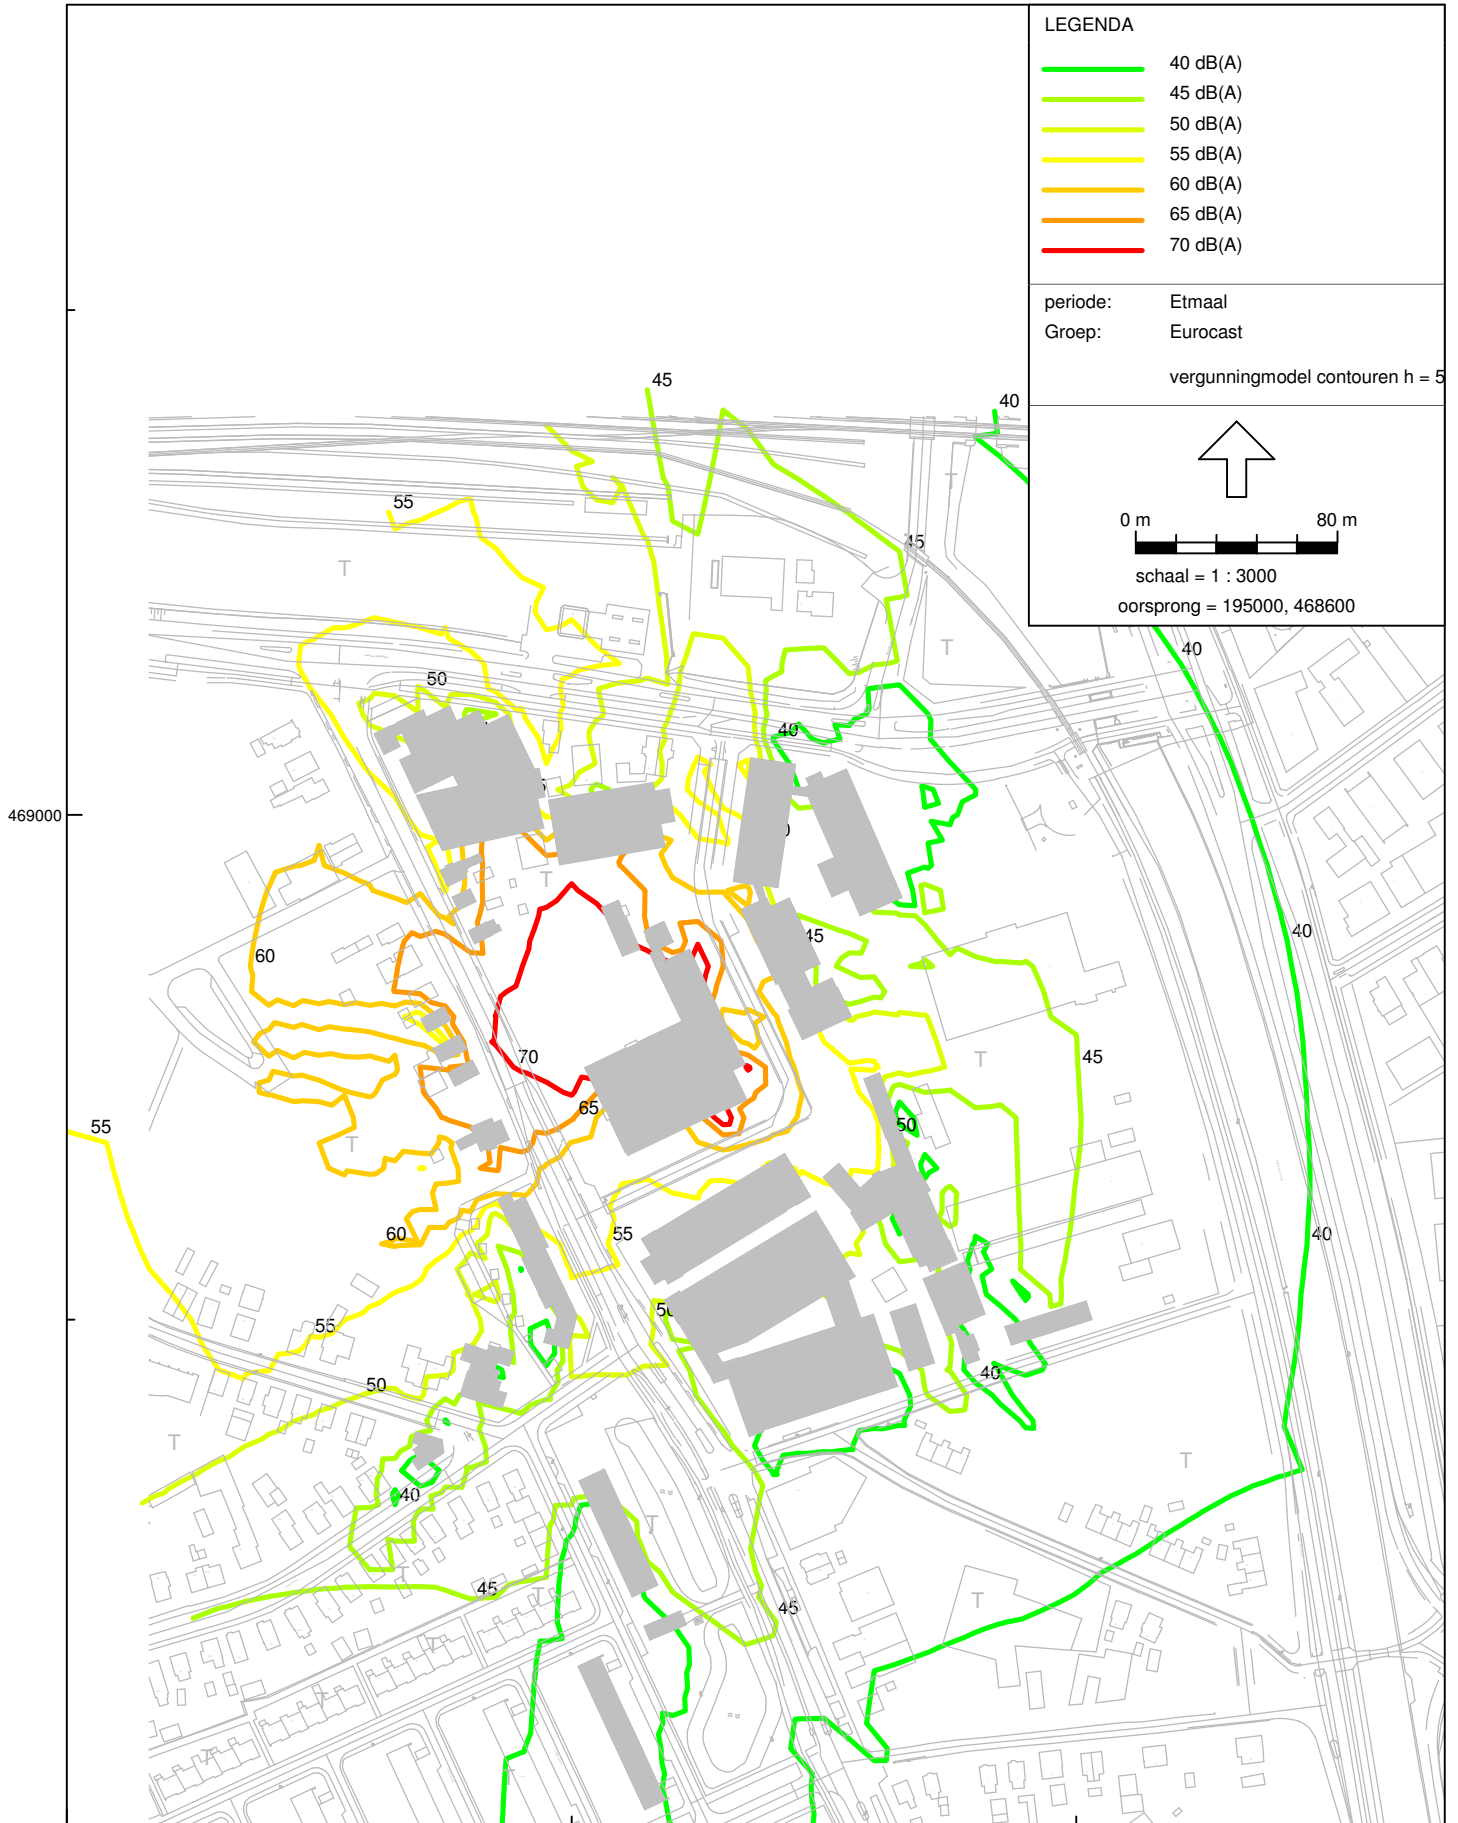 LEGENDA
40 dB(A)
45 dB(A)
50 dB(A)
55 dB(A)
60 dB(A)
65 dB(A)
70 dB(A)
periode: Etmaal
Groep: Eurocast
vergunningmodel contouren h = 5
0 m 80 m
schaal = 1 : 3000
oorsprong = 195000, 468600
45
40
T
55
45
T
T
40
50
40
469000
T
40
45
60
70
45
T
65
50
55
T
60
55
40
55
50
40
T
T
40
T
45
T
T
45
T
T
T
T
T